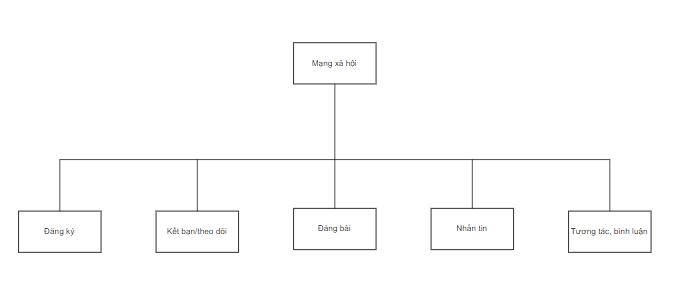 Mạng xã hội
Đăng ký
Kết bạn/theo dõi
Đăng bài
Nhắn tin
Tương tác, bình luận